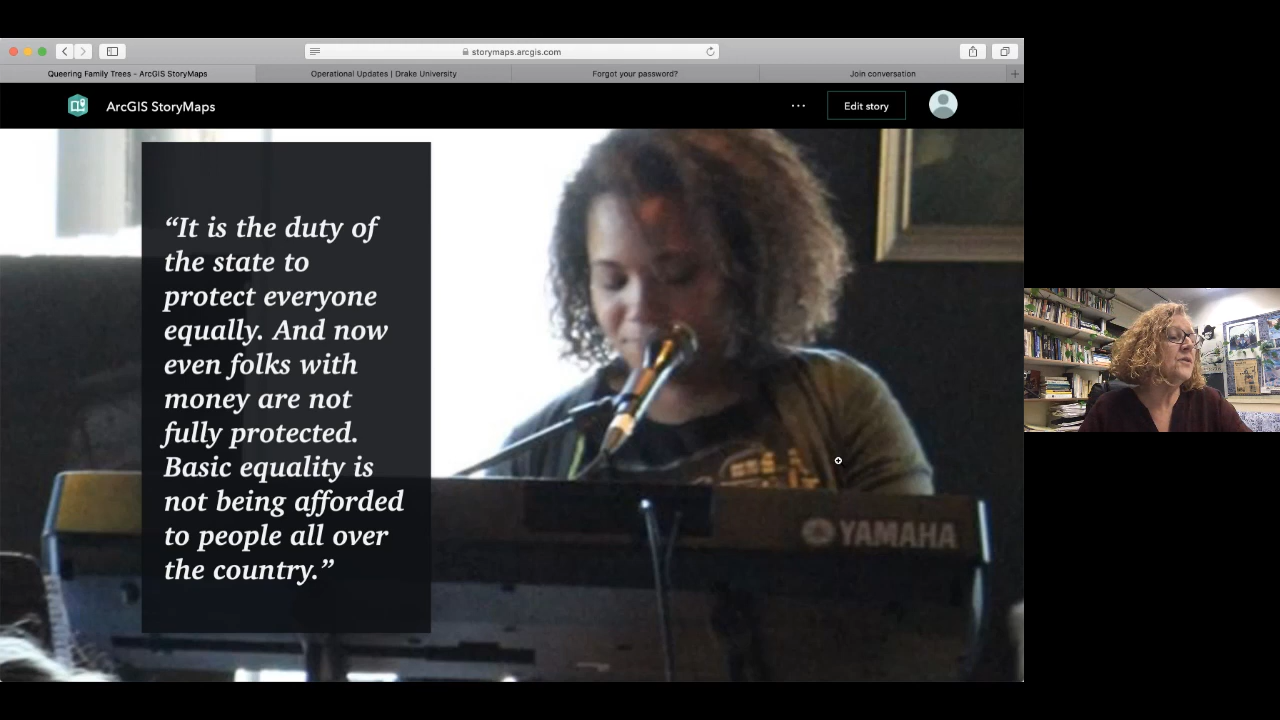 storymaps.arcgis.com
Queering Family Trees - ArcGIS StoryMaps
Operational Updates | Drake University
Forgot your password?
Join conversation
ArcGIS StoryMaps
Edit story
“It is the duty of
the state to
protect everyone
equally. And now
even folks with
money are not
fully protected.
Basic equality is
not being afforded
to people all over
the country.”
YAMAHA